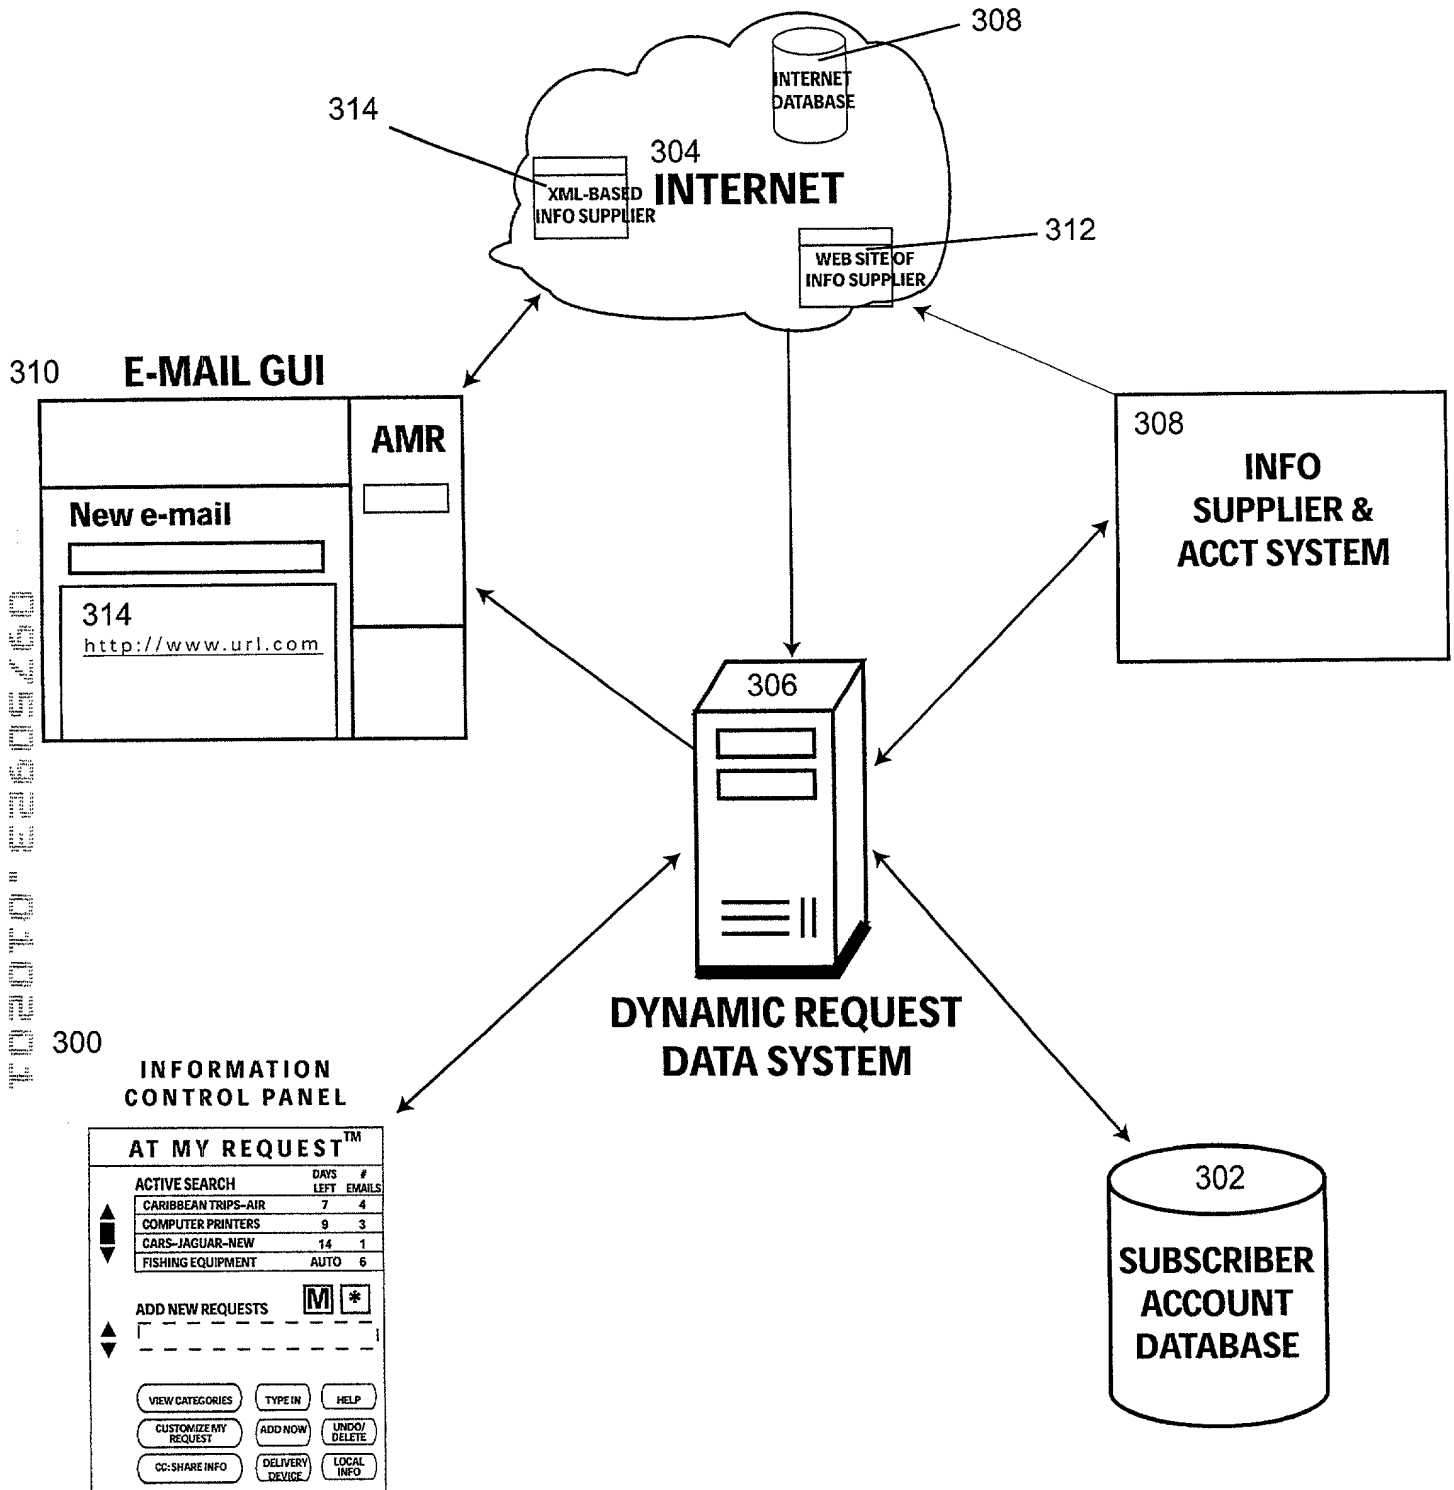 308
INTERNET
DATABASE
314
304
INTERNET
XML-BASED
INFO SUPPLIER
312
WEB SITE OF
INFO SUPPLIER
310
E-MAIL GUI
AMR
New e-mail
314
http://www.url.com
308
INFO
SUPPLIER &
ACCT SYSTEM
306
DYNAMIC REQUEST
DATA SYSTEM
300
INFORMATION
CONTROL PANEL
AT MY REQUEST™
ACTIVE SEARCH DAYS LEFT # EMAILS
CARIBBEAN TRIPS–AIR 7 4
COMPUTER PRINTERS 9 3
CARS–JAGUAR–NEW 14 1
FISHING EQUIPMENT AUTO 6
ADD NEW REQUESTS M *
VIEW CATEGORIES TYPE IN HELP
CUSTOMIZE MY REQUEST ADD NOW UNDO/ DELETE
CC: SHARE INFO DELIVERY DEVICE LOCAL INFO
302
SUBSCRIBER
ACCOUNT
DATABASE